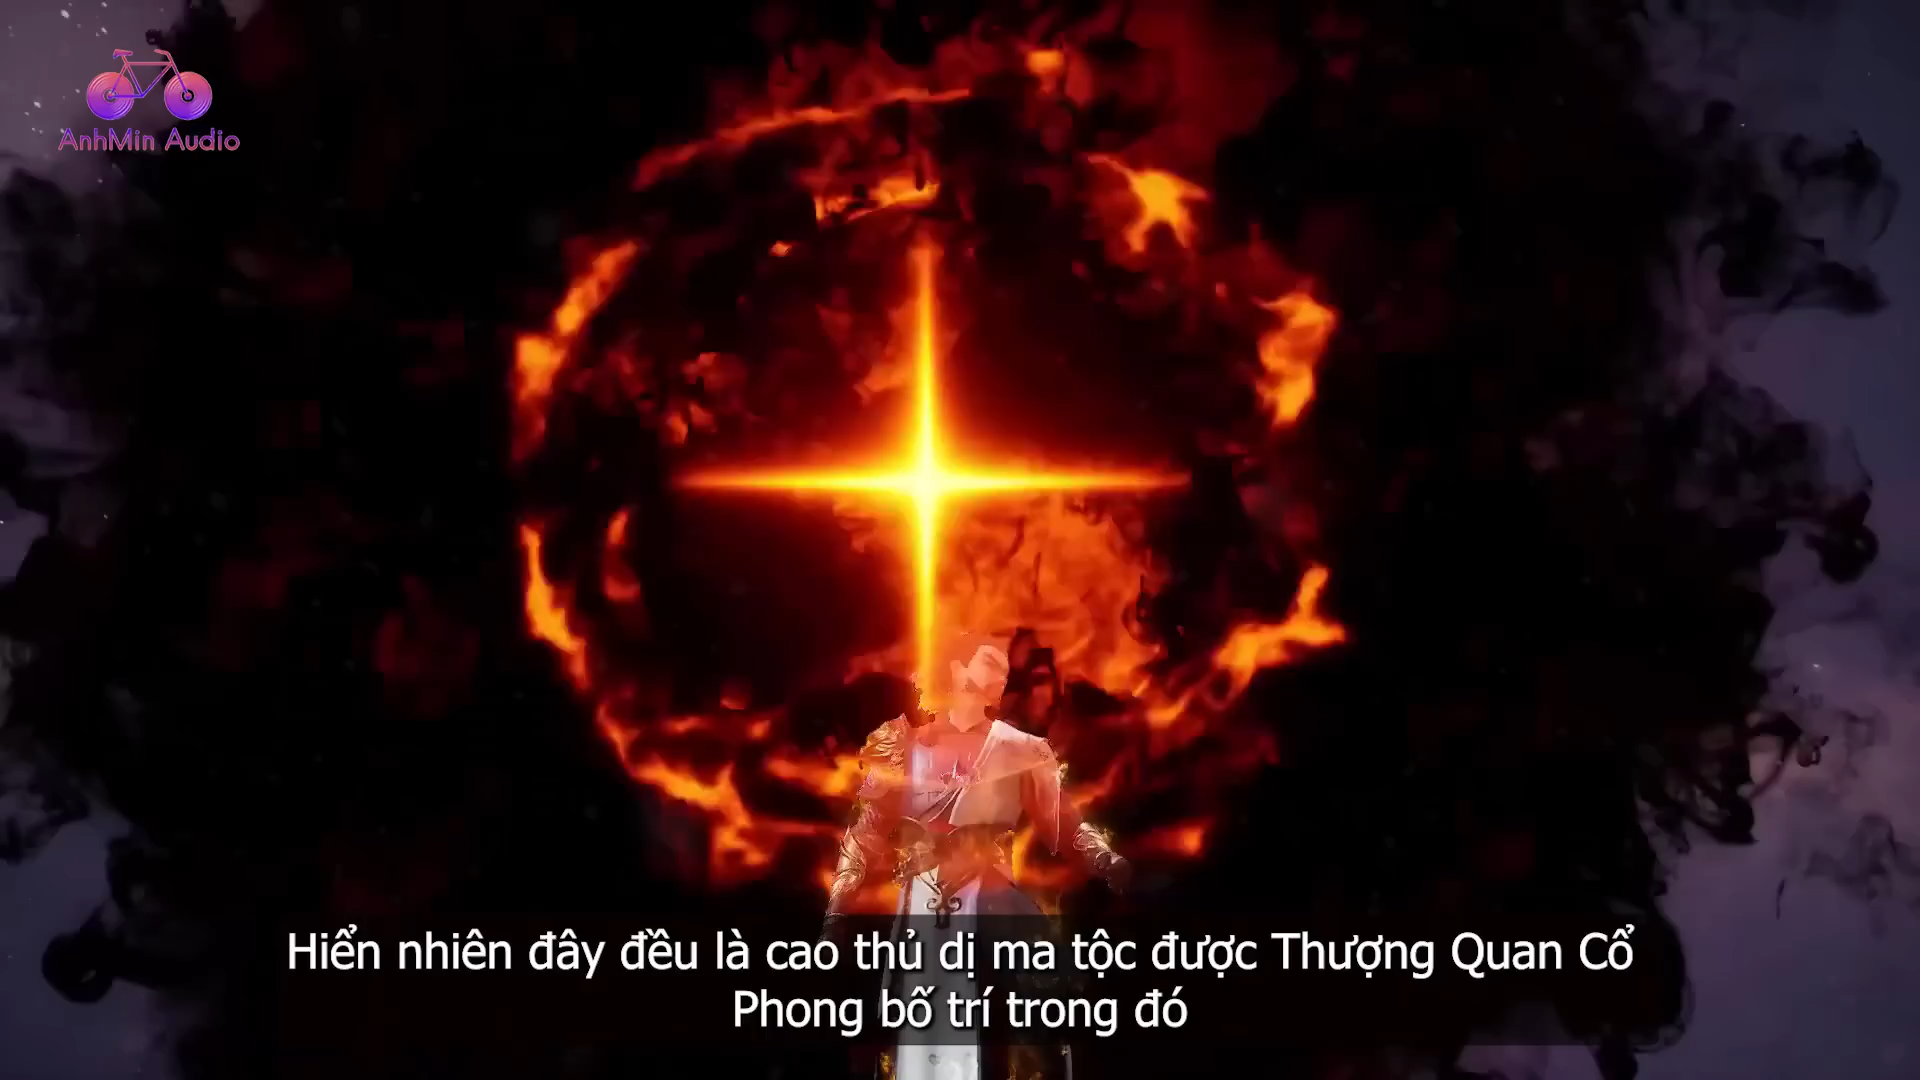 AnhMin Audio
Hiển nhiên đây đều là cao thủ dị ma tộc được Thượng Quan Cổ
Phong bố trí trong đó